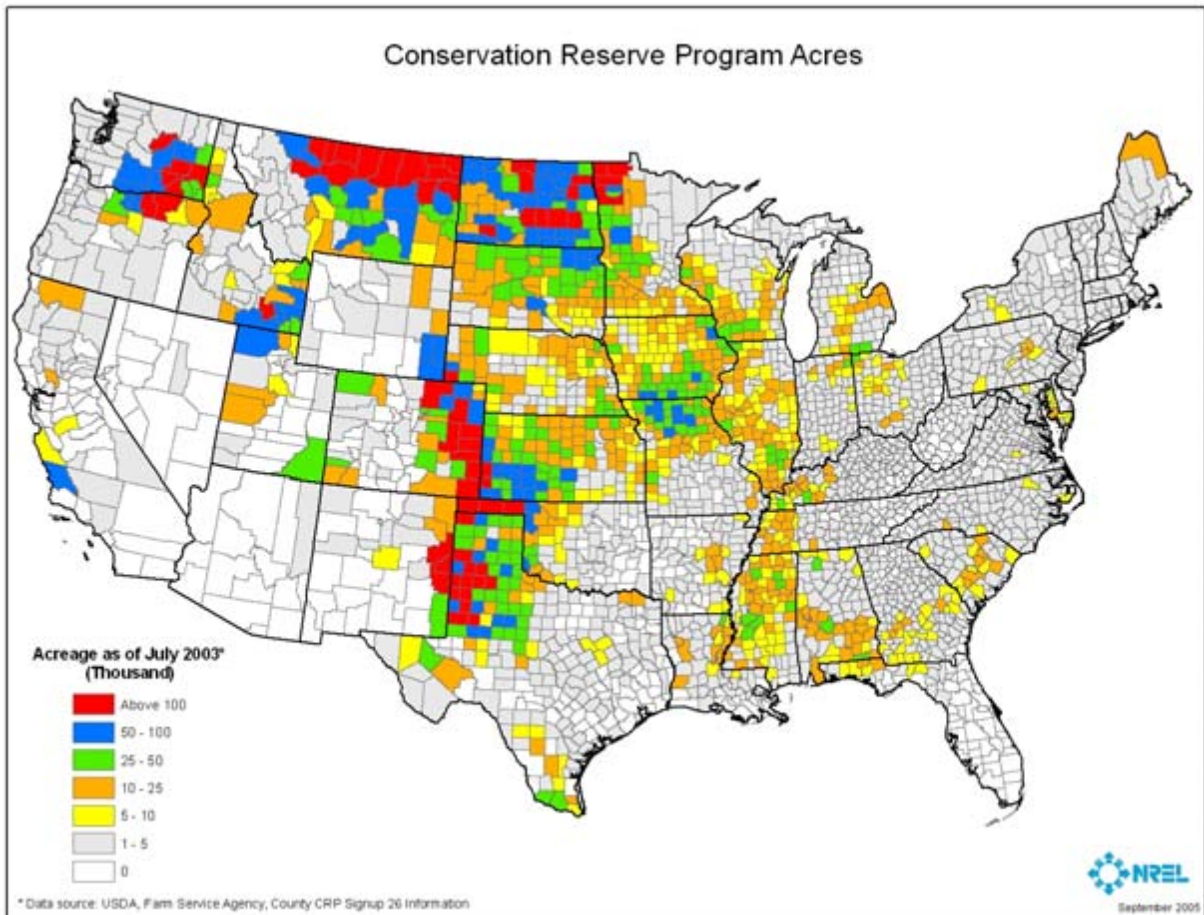 Conservation Reserve Program Acres
Acreage as of July 2003*
(Thousand)
Above 100
50 - 100
25 - 50
10 - 25
5 - 10
1 - 5
0
NREL
* Data source: USDA, Farm Service Agency, County CRP Signup 26 Information
September 2005